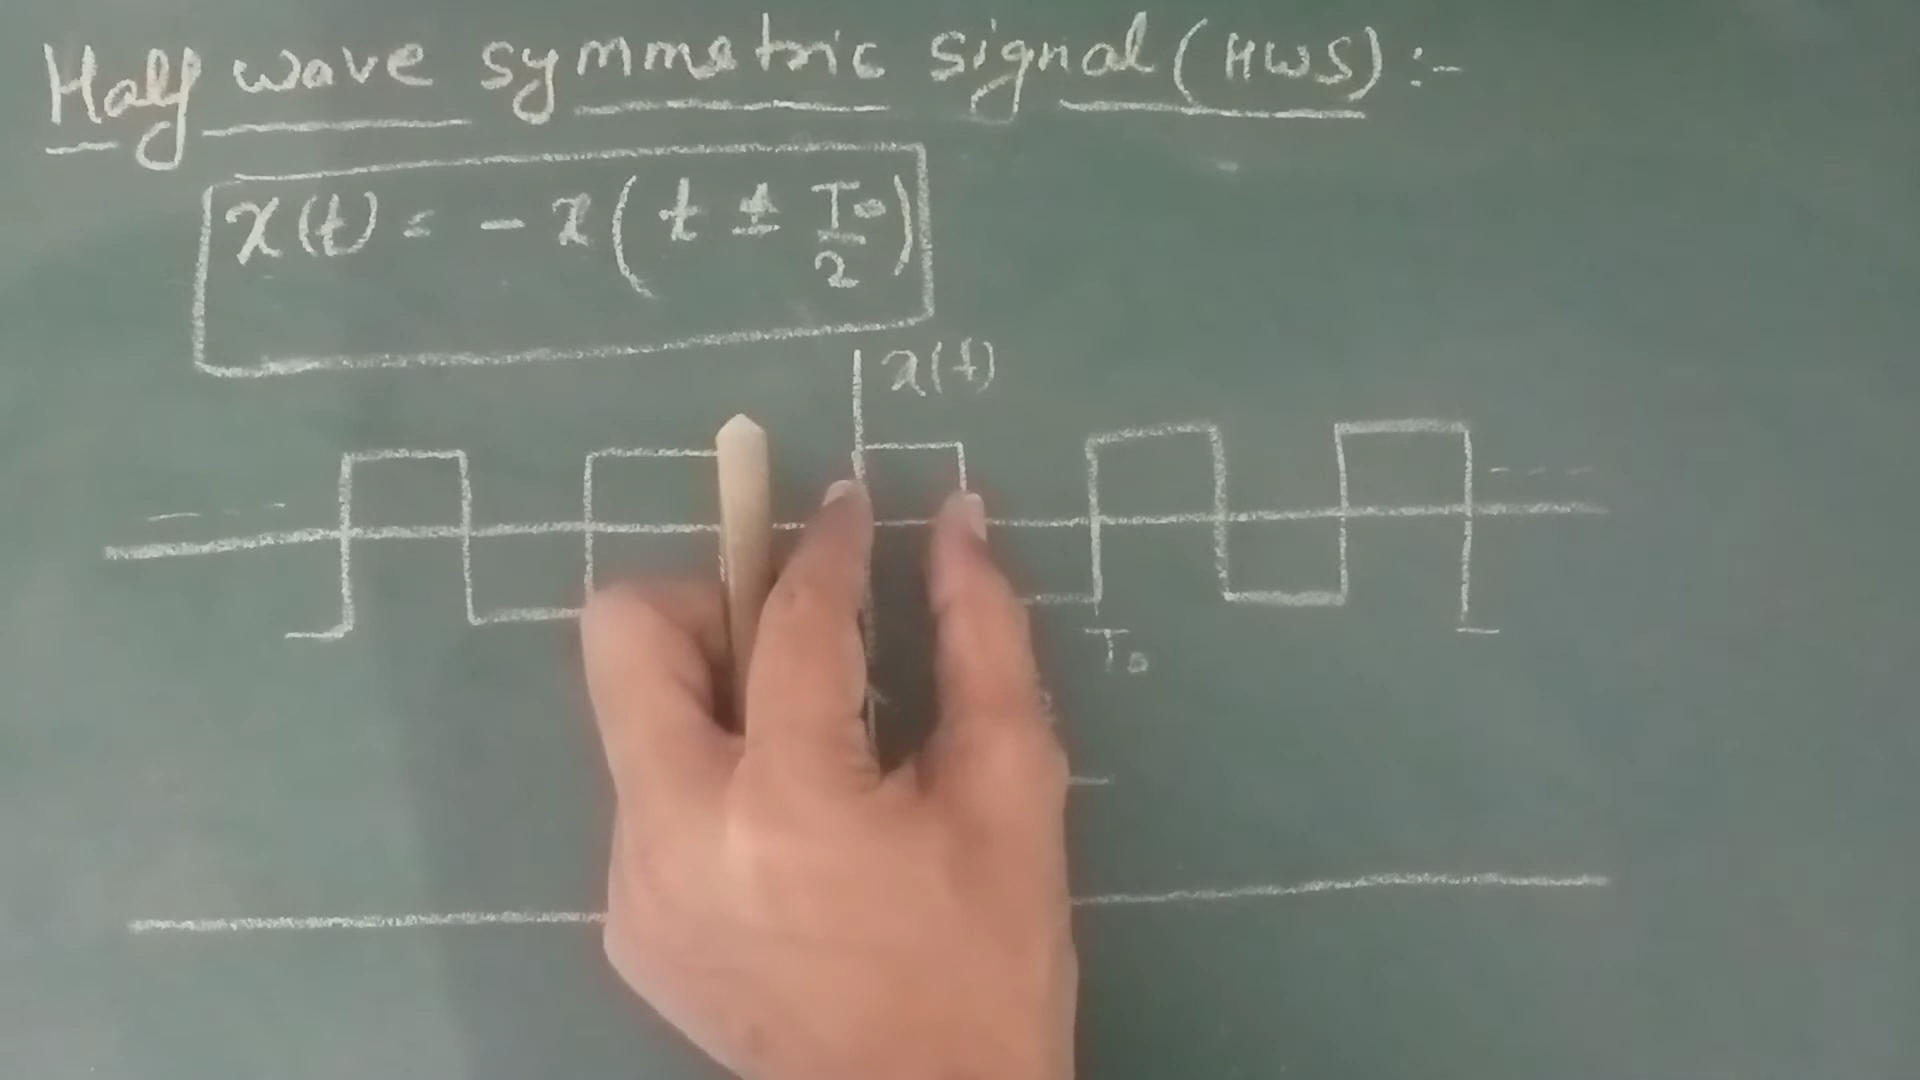 Half wave symmetric signal (HWS) :-
x(t) = - x(t ± T₀/2)
x(t)
T₀